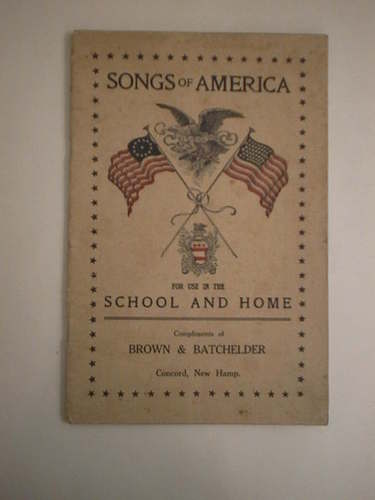 SONGS OF AMERICA
FOR USE IN THE
SCHOOL AND HOME
Compliments of
BROWN & BATCHELDER
Concord, New Hamp.